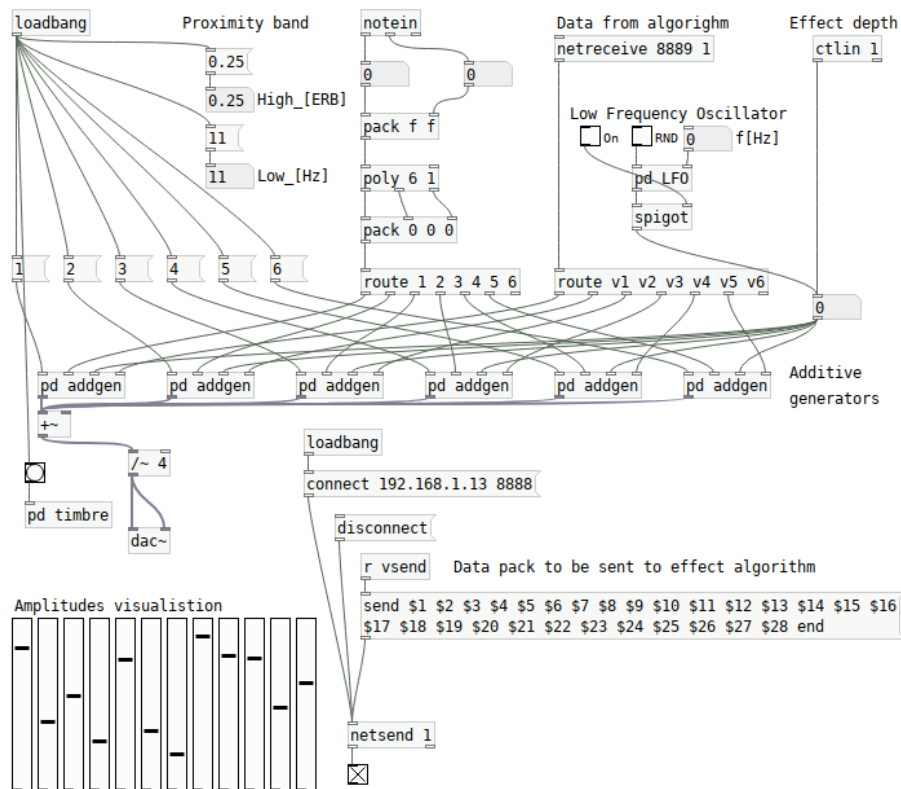 loadbang
Proximity band
notein
Data from algorighm
Effect depth
0.25
netreceive 8889 1
ctlin 1
0.25
High_[ERB]
0
0
11
pack f f
Low Frequency Oscillator
On
RND
0
f[Hz]
11
Low_[Hz]
poly 6 1
pd LFO
pack 0 0 0
spigot
1
2
3
4
5
6
route 1 2 3 4 5 6
route v1 v2 v3 v4 v5 v6
0
pd addgen
pd addgen
pd addgen
pd addgen
pd addgen
pd addgen
Additive
generators
+~
/~ 4
loadbang
connect 192.168.1.13 8888
pd timbre
dac~
disconnect
r vsend
Data pack to be sent to effect algorithm
Amplitudes visualistion
send $1 $2 $3 $4 $5 $6 $7 $8 $9 $10 $11 $12 $13 $14 $15 $16
$17 $18 $19 $20 $21 $22 $23 $24 $25 $26 $27 $28 end
netsend 1